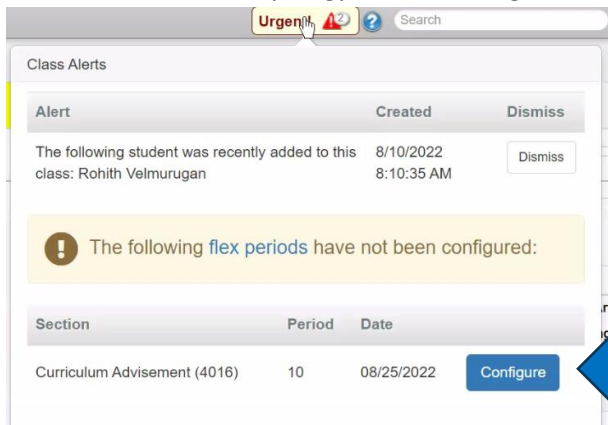 Urgent! 2 ? Search
Class Alerts
Alert Created Dismiss
The following student was recently added to this 8/10/2022 Dismiss
class: Rohith Velmurugan 8:10:35 AM
! The following flex periods have not been configured:
Section Period Date
Curriculum Advisement (4016) 10 08/25/2022 Configure